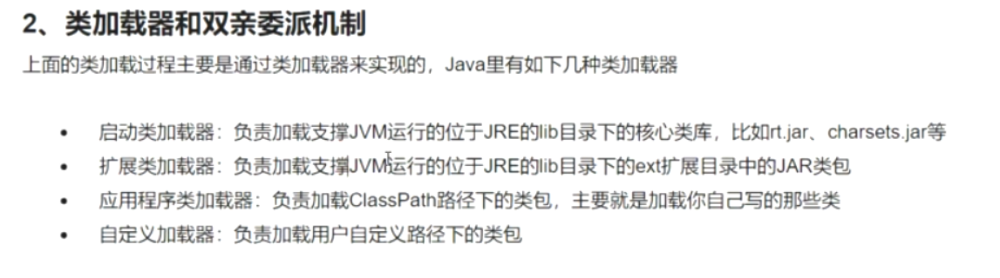 2、类加载器和双亲委派机制
上面的类加载过程主要是通过类加载器来实现的，Java里有如下几种类加载器
• 启动类加载器：负责加载支撑JVM运行的位于JRE的lib目录下的核心类库，比如rt.jar、charsets.jar等
• 扩展类加载器：负责加载支撑JVM运行的位于JRE的lib目录下的ext扩展目录中的JAR类包
• 应用程序类加载器：负责加载ClassPath路径下的类包，主要就是加载你自己写的那些类
• 自定义加载器：负责加载用户自定义路径下的类包